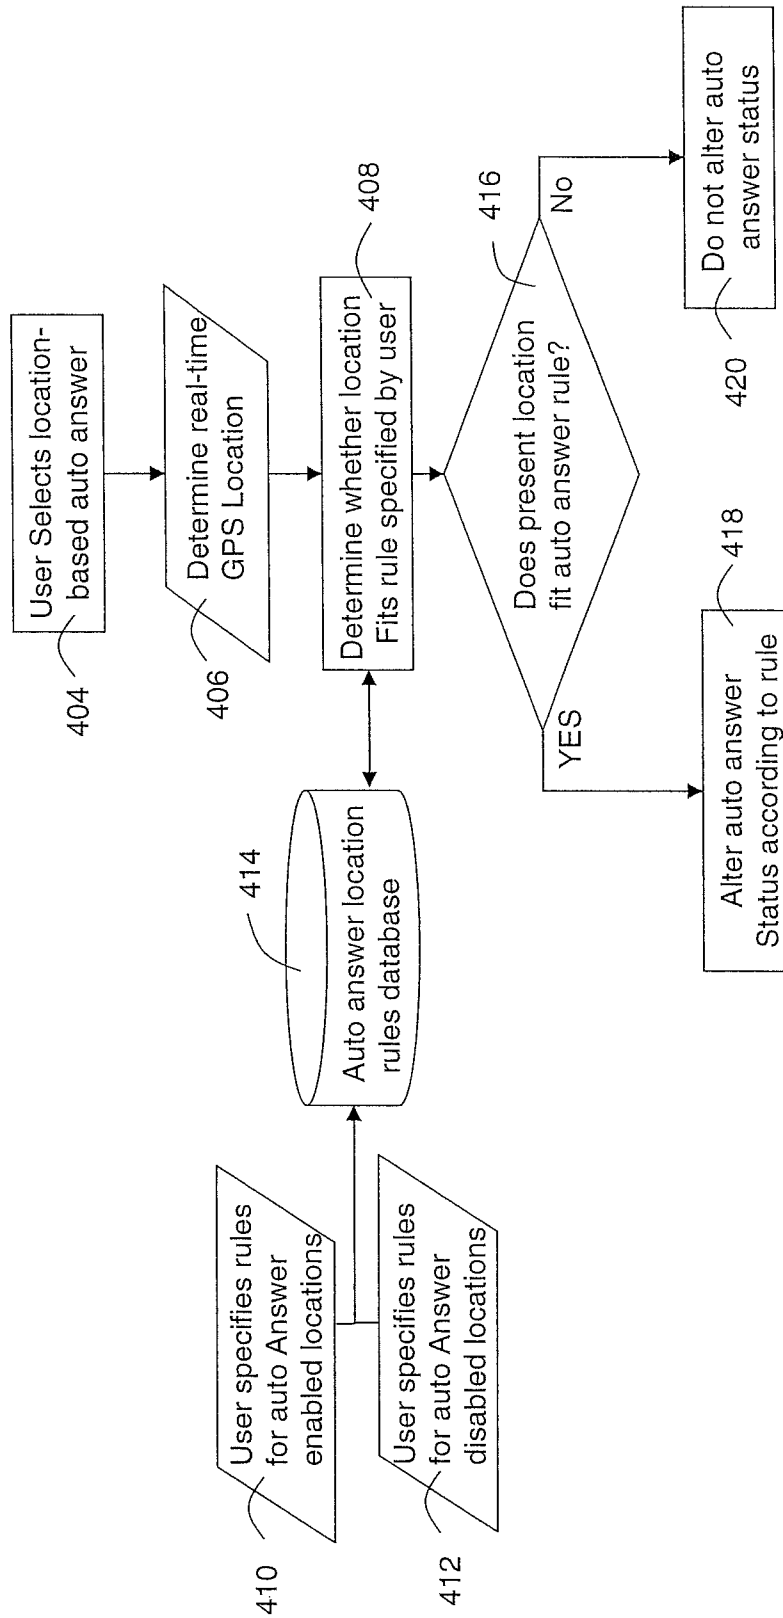 User Selects location-
based auto answer
404
Determine real-time
GPS Location
406
Determine whether location
Fits rule specified by user
408
User specifies rules
for auto Answer
enabled locations
410
User specifies rules
for auto Answer
disabled locations
412
Auto answer location
rules database
414
Does present location
fit auto answer rule?
416
YES
No
Alter auto answer
Status according to rule
418
Do not alter auto
answer status
420